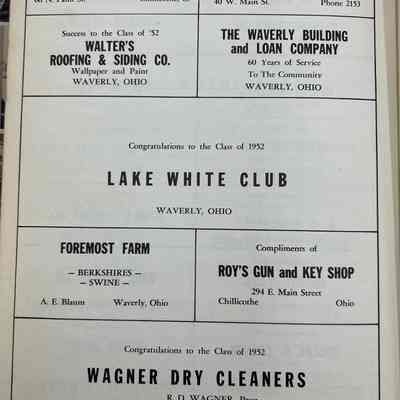 40 W. Main St. Phone 2153
Success to the Class of '52
WALTER'S
ROOFING & SIDING CO.
Wallpaper and Paint
WAVERLY, OHIO
THE WAVERLY BUILDING
and LOAN COMPANY
60 Years of Service
To The Community
WAVERLY, OHIO
Congratulations to the Class of 1952
LAKE WHITE CLUB
WAVERLY, OHIO
FOREMOST FARM
— BERKSHIRES —
— SWINE —
A. E. Blaum Waverly, Ohio
Compliments of
ROY'S GUN and KEY SHOP
294 E. Main Street
Chillicothe Ohio
Congratulations to the Class of 1952
WAGNER DRY CLEANERS
R. D. WAGNER, Prop.